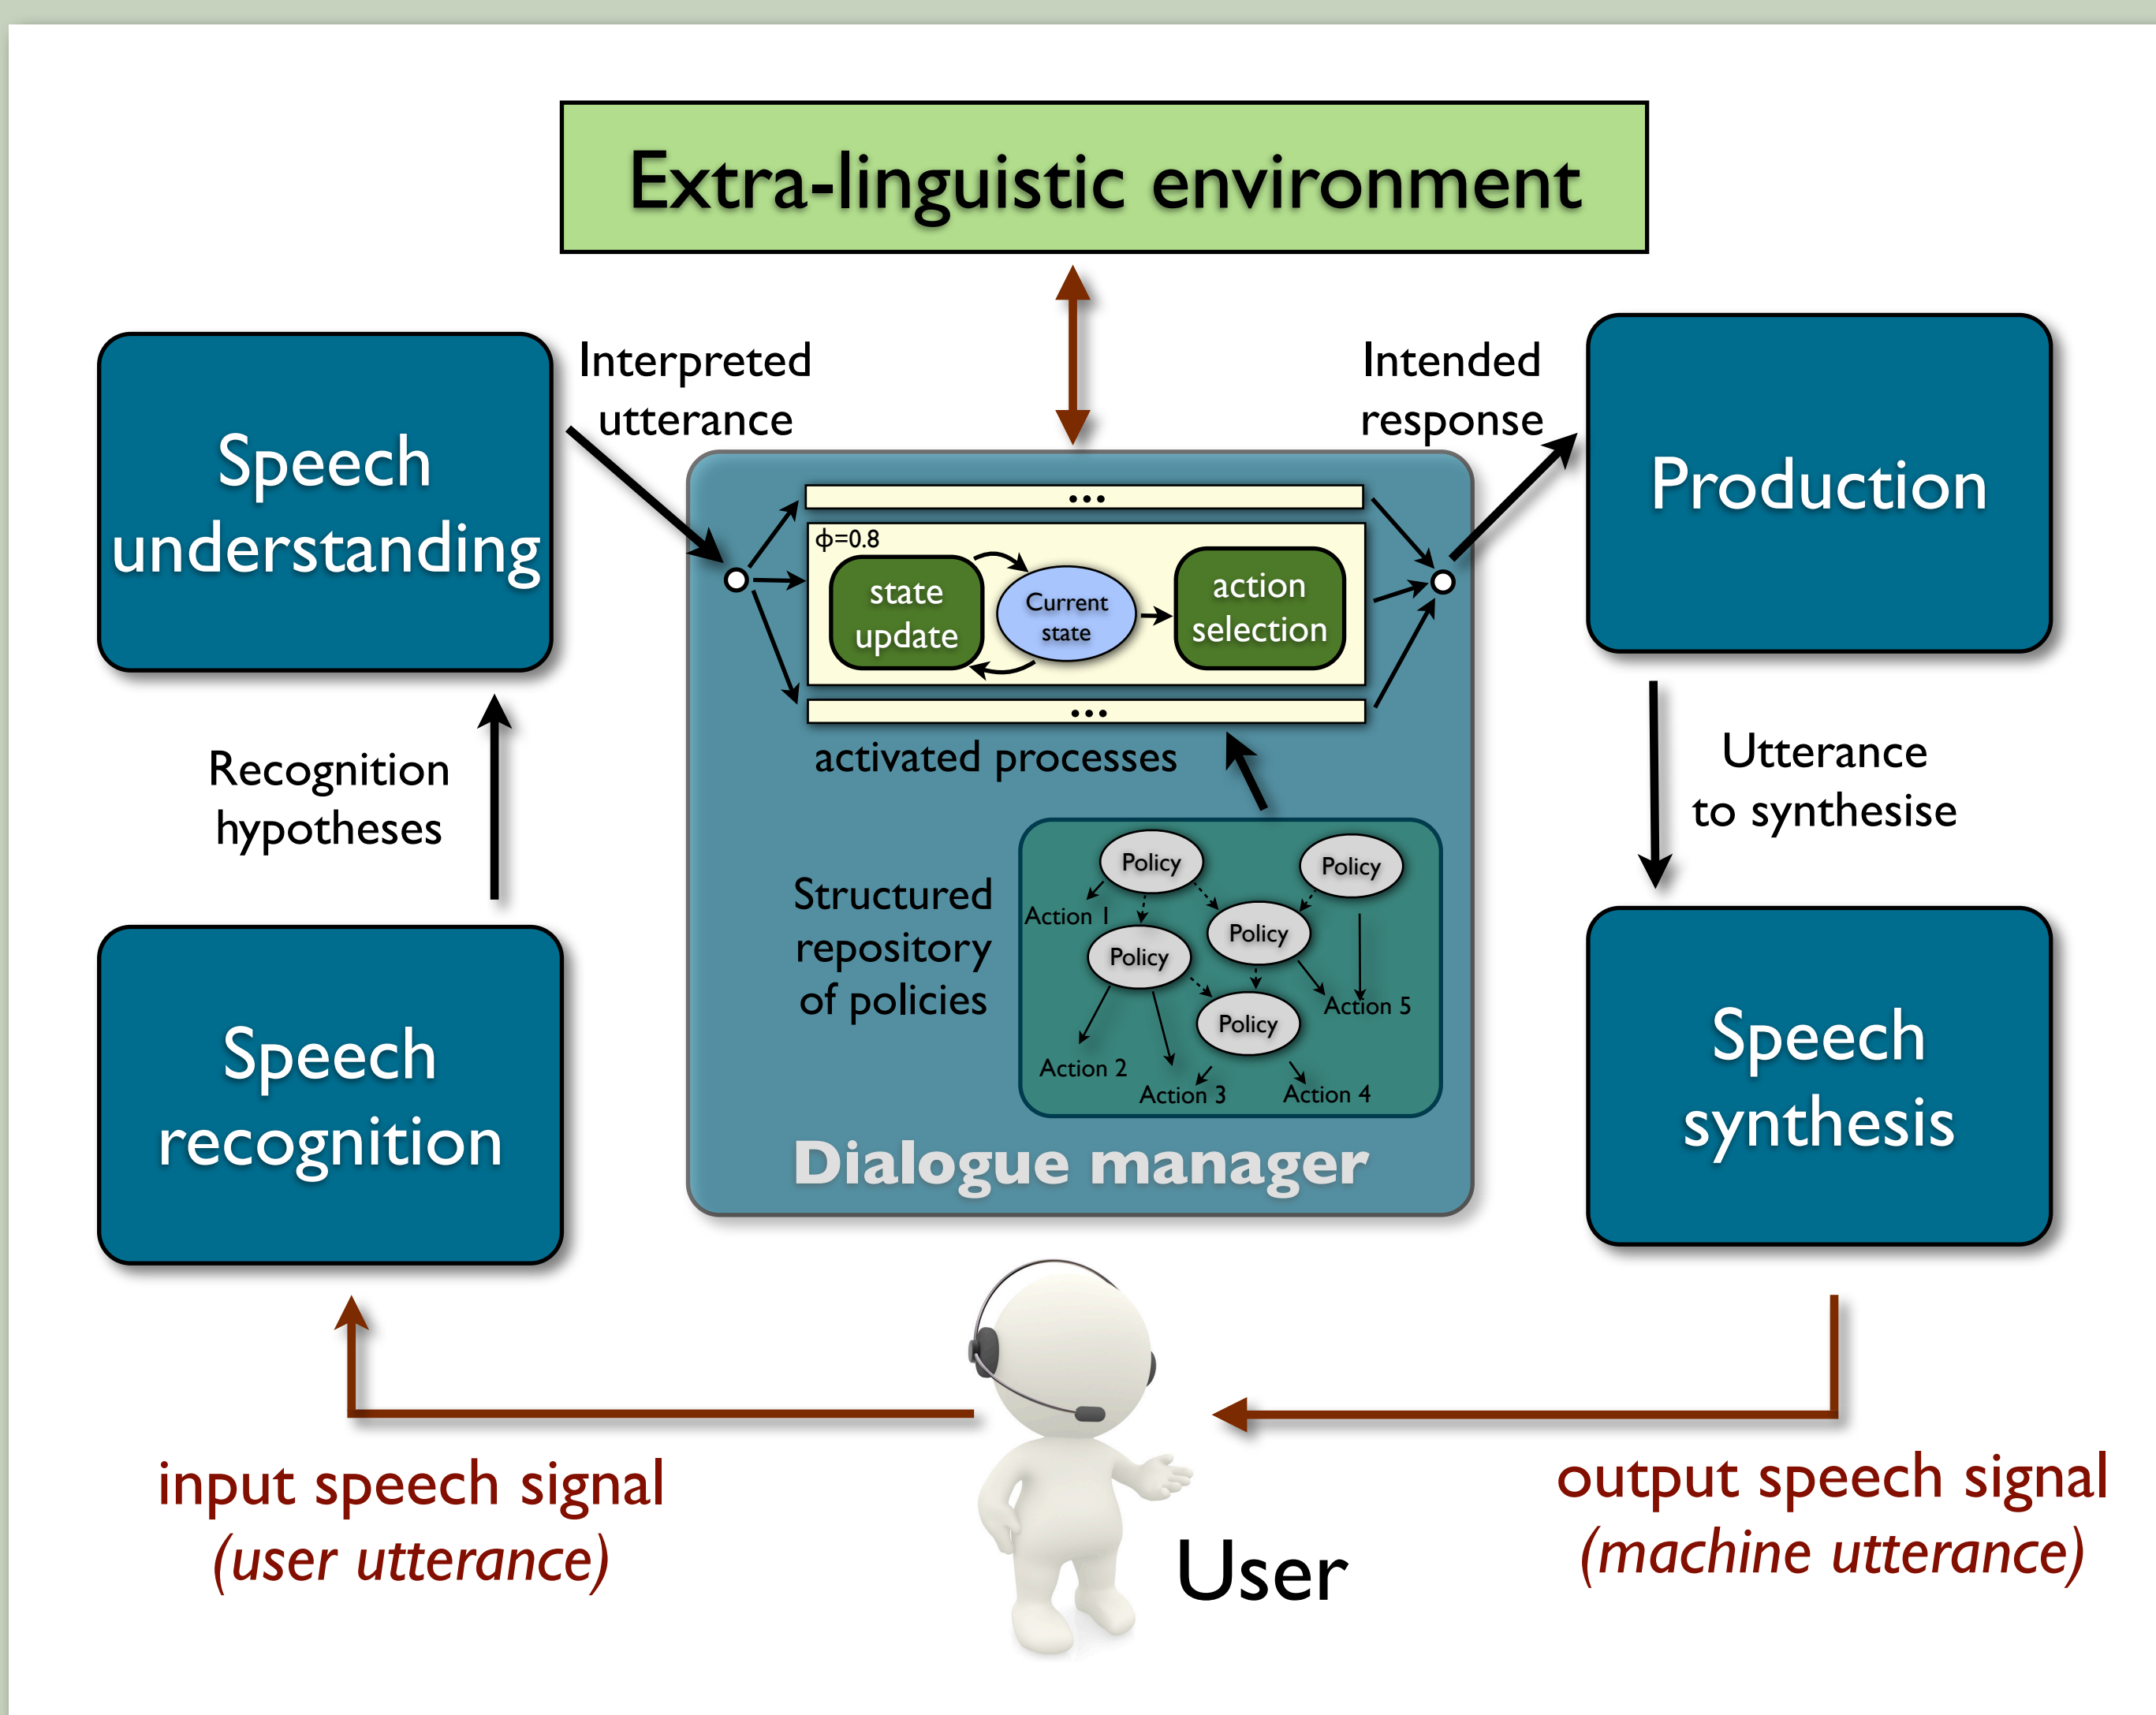 Extra-linguistic environment
Speech
understanding
Interpreted
utterance
Intended
response
Production
...
ϕ=0.8
state
update
Current
state
action
selection
...
activated processes
Recognition
hypotheses
Utterance
to synthesise
Structured
repository
of policies
Policy
Policy
Action 1
Policy
Policy
Action 5
Policy
Action 2
Action 3
Action 4
Speech
recognition
Speech
synthesis
Dialogue manager
input speech signal
(user utterance)
User
output speech signal
(machine utterance)